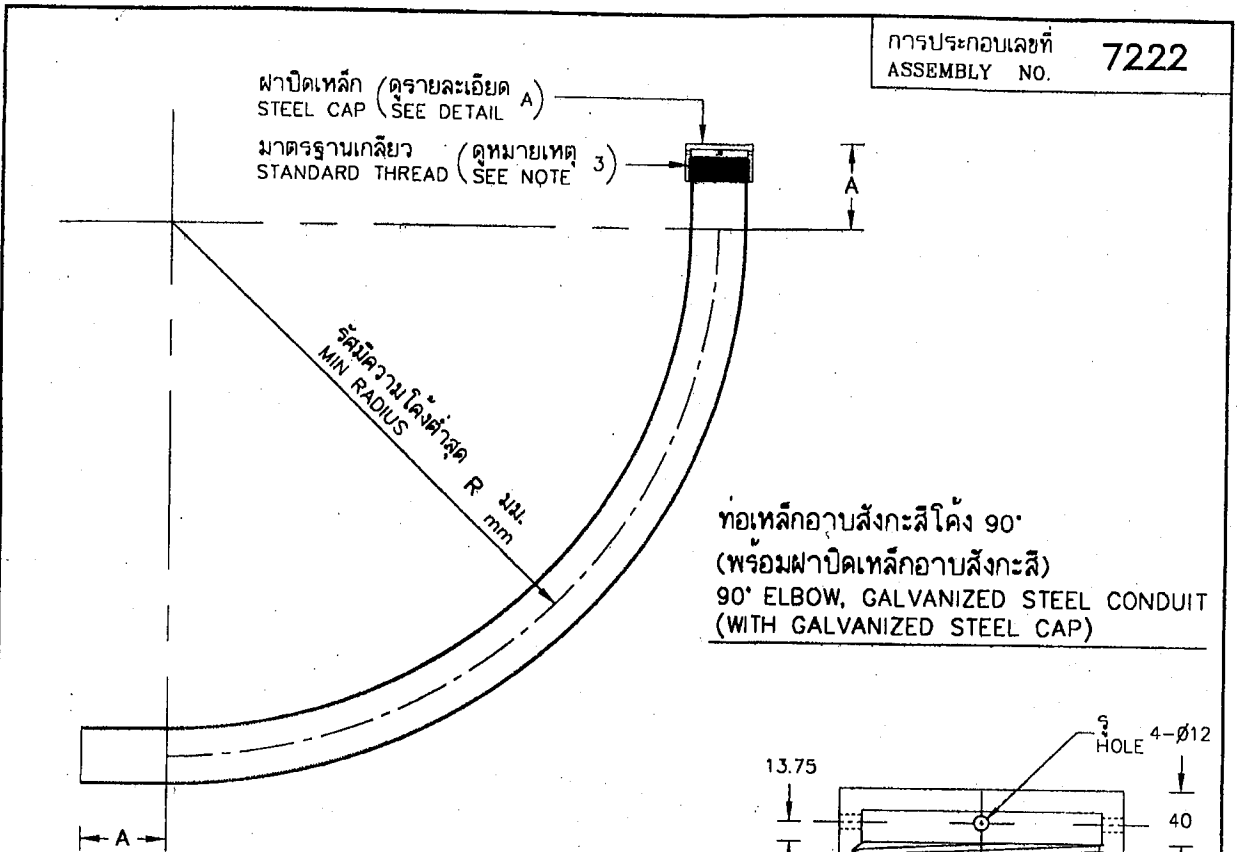 การประกอบเลขที่ 7222
ASSEMBLY NO.
ฝาปิดเหล็ก (ดูรายละเอียด A)
STEEL CAP (SEE DETAIL A)
มาตรฐานเกลียว (ดูหมายเหตุ 3)
STANDARD THREAD (SEE NOTE 3)
A
รัศมีความโค้งต่ำสุด R มม.
MIN RADIUS mm
ท่อเหล็กอาบสังกะสีโค้ง 90°
(พร้อมฝาปิดเหล็กอาบสังกะสี)
90° ELBOW, GALVANIZED STEEL CONDUIT
(WITH GALVANIZED STEEL CAP)
รู
HOLE 4-Ø12
13.75
40
A